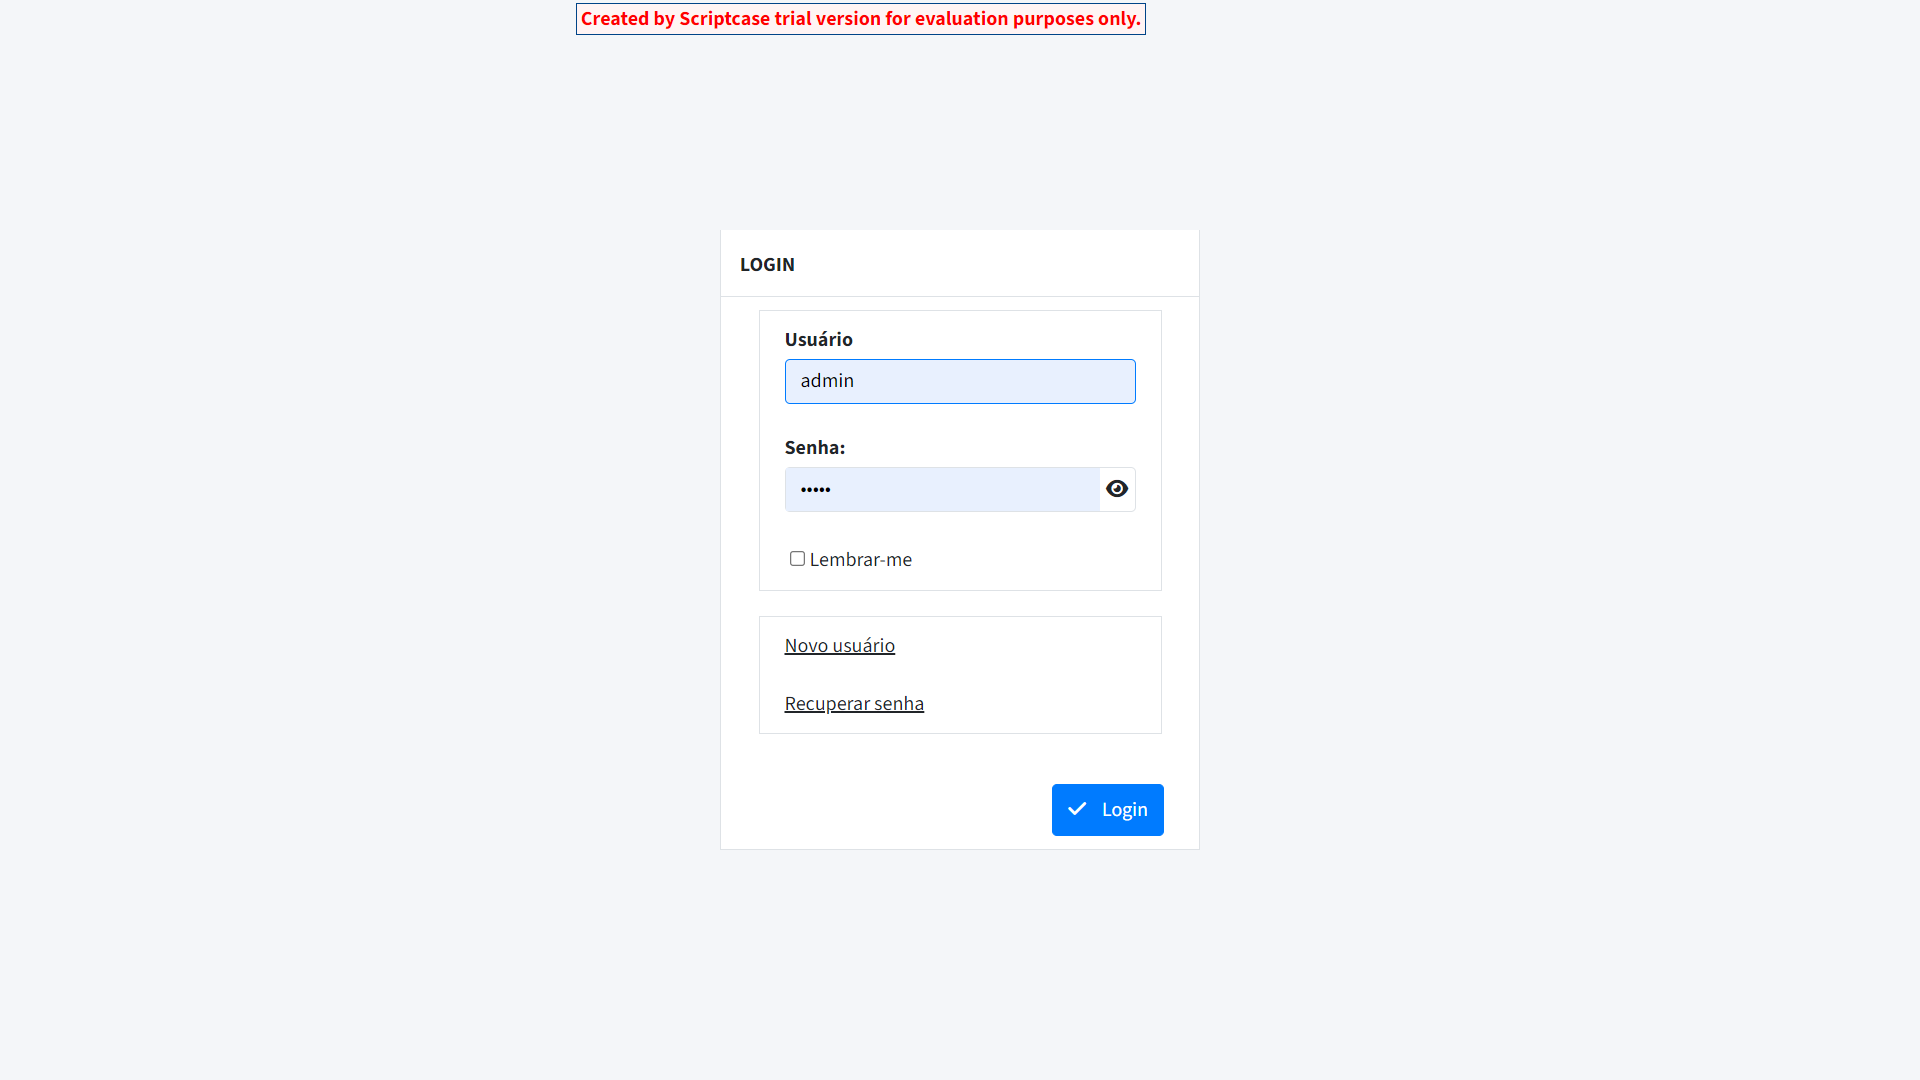 Created by Scriptcase trial version for evaluation purposes only.
LOGIN
Usuário
admin
Senha:
•••••
Lembrar-me
Novo usuário
Recuperar senha
Login